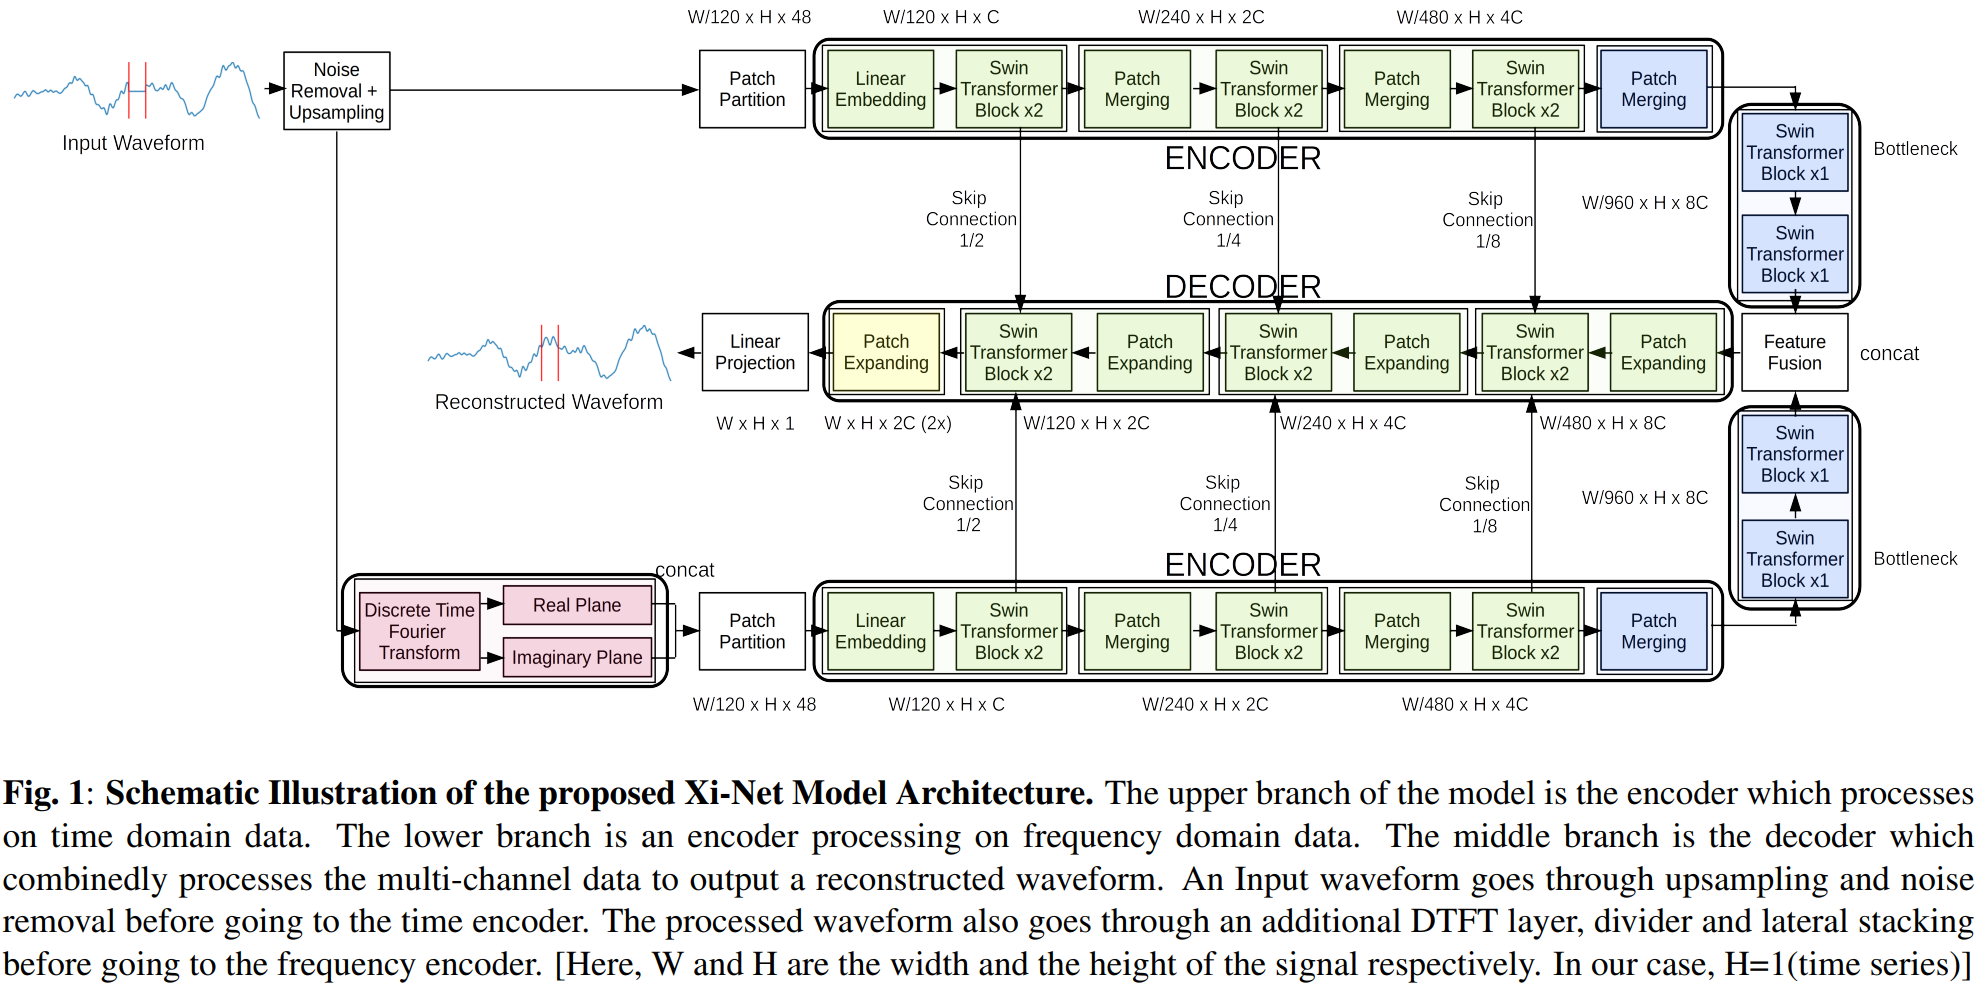 W/120 x H x 48
W/120 x H x C
W/240 x H x 2C
W/480 x H x 4C
Noise
Removal +
Upsampling
Input Waveform
Patch
Partition
Linear
Embedding
Swin
Transformer
Block x2
Patch
Merging
Swin
Transformer
Block x2
Patch
Merging
Swin
Transformer
Block x2
Patch
Merging
ENCODER
Swin
Transformer
Block x1
Bottleneck
Swin
Transformer
Block x1
W/960 x H x 8C
Skip
Connection
1/2
Skip
Connection
1/4
Skip
Connection
1/8
DECODER
Reconstructed Waveform
Linear
Projection
Patch
Expanding
Swin
Transformer
Block x2
Patch
Expanding
Swin
Transformer
Block x2
Patch
Expanding
Swin
Transformer
Block x2
Patch
Expanding
Feature
Fusion
concat
W x H x 1
W x H x 2C (2x)
W/120 x H x 2C
W/240 x H x 4C
W/480 x H x 8C
Skip
Connection
1/2
Skip
Connection
1/4
Skip
Connection
1/8
W/960 x H x 8C
Swin
Transformer
Block x1
Swin
Transformer
Block x1
Bottleneck
ENCODER
concat
Discrete Time
Fourier
Transform
Real Plane
Imaginary Plane
Patch
Partition
Linear
Embedding
Swin
Transformer
Block x2
Patch
Merging
Swin
Transformer
Block x2
Patch
Merging
Swin
Transformer
Block x2
Patch
Merging
W/120 x H x 48
W/120 x H x C
W/240 x H x 2C
W/480 x H x 4C
Fig. 1: Schematic Illustration of the proposed Xi-Net Model Architecture. The upper branch of the model is the encoder which processes
on time domain data. The lower branch is an encoder processing on frequency domain data. The middle branch is the decoder which
combinedly processes the multi-channel data to output a reconstructed waveform. An Input waveform goes through upsampling and noise
removal before going to the time encoder. The processed waveform also goes through an additional DTFT layer, divider and lateral stacking
before going to the frequency encoder. [Here, W and H are the width and the height of the signal respectively. In our case, H=1(time series)]